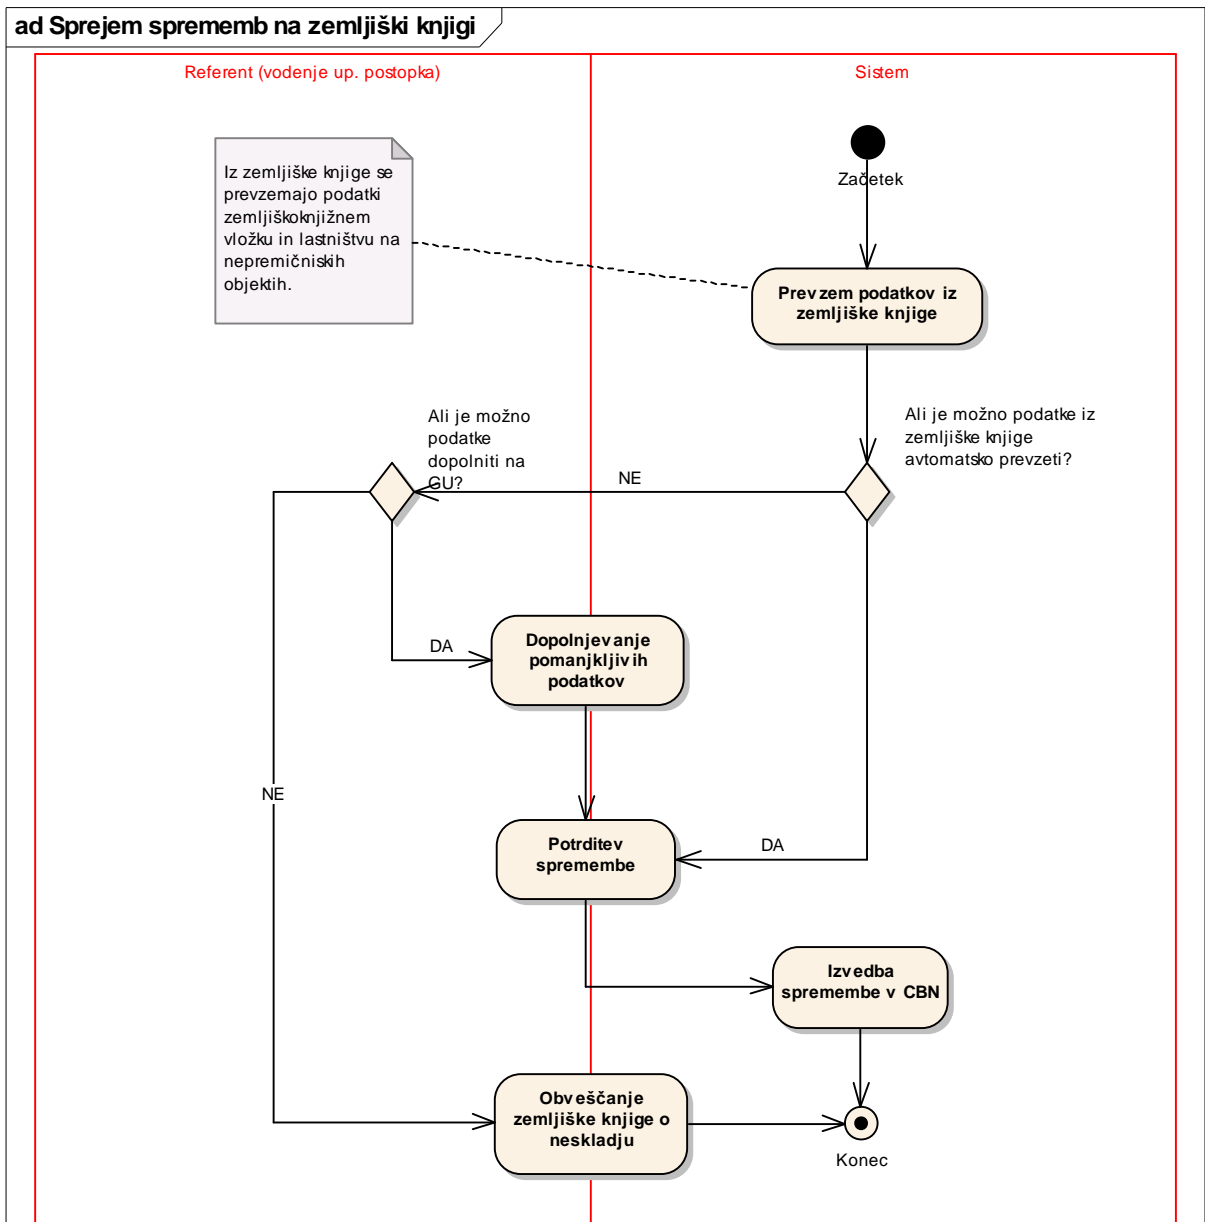 ad Sprejem sprememb na zemljiški knjigi
Referent (vodenje up. postopka)
Sistem
Začetek
Iz zemljiške knjige se
prevzemajo podatki
zemljiškoknjižnem
vložku in lastništvu na
nepremičniskih
objektih.
Prevzem podatkov iz
zemljiške knjige
Ali je možno
podatke
dopolniti na
GU?
Ali je možno podatke iz
zemljiške knjige
avtomatsko prevzeti?
NE
DA
Dopolnjevanje
pomanjkljivih
podatkov
NE
Potrditev
spremembe
DA
Izvedba
spremembe v CBN
Obveščanje
zemljiške knjige o
neskladju
Konec